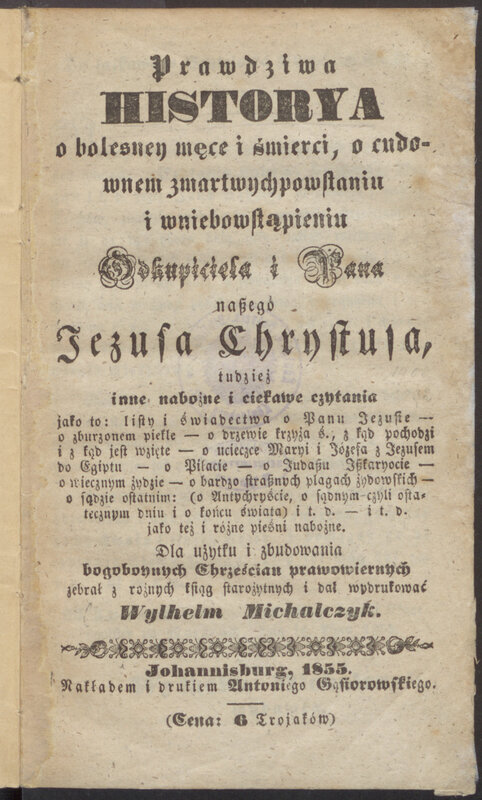 Prawdziwa
HISTORYA
o bolesney męce i śmierci, o cudo-
wnem zmartwychpowstaniu
i wniebowstąpieniu
Odkupiciela i Pana
naszego
Jezusa Chrystusa,
tudzież
inne nabożne i ciekawe czytania
jako to: listy i świadectwa o Panu Jezusie —
o zburzonem piekle — o drzewie krzyża ś., z kąd pochodzi
i z kąd jest wzięte — o ucieczce Maryi i Józefa z Jezusem
do Egiptu — o Pilacie — o Judaszu Iszkaryocie —
o wiecznym żydzie — o bardzo strasznych plagach żydowskich —
o sądzie ostatnim: (o Antychryście, o sądnym-czyli osta-
tecznym dniu i o końcu świata) i t. d. — i t. d.
jako też i różne pieśni nabożne.
Dla użytku i zbudowania
bogoboynych Chrześcian prawowiernych
zebrał z rożnych ksiąg starożytnych i dal wydrukować
Wylhelm Michalczyk.
Johannisburg, 1855.
Nakładem i drukiem Antoniego Gąsiorowskiego.
(Cena: 6 Trojaków)